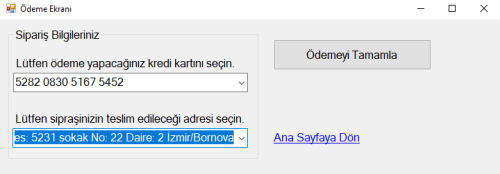 Ödeme Ekranı
Sipariş Bilgileriniz
Lütfen ödeme yapacağınız kredi kartını seçin.
5282 0830 5167 5452
Lütfen sipraşinizin teslim edileceği adresi seçin.
es: 5231 sokak No: 22 Daire: 2 İzmir/Bornova
Ödemeyi Tamamla
Ana Sayfaya Dön